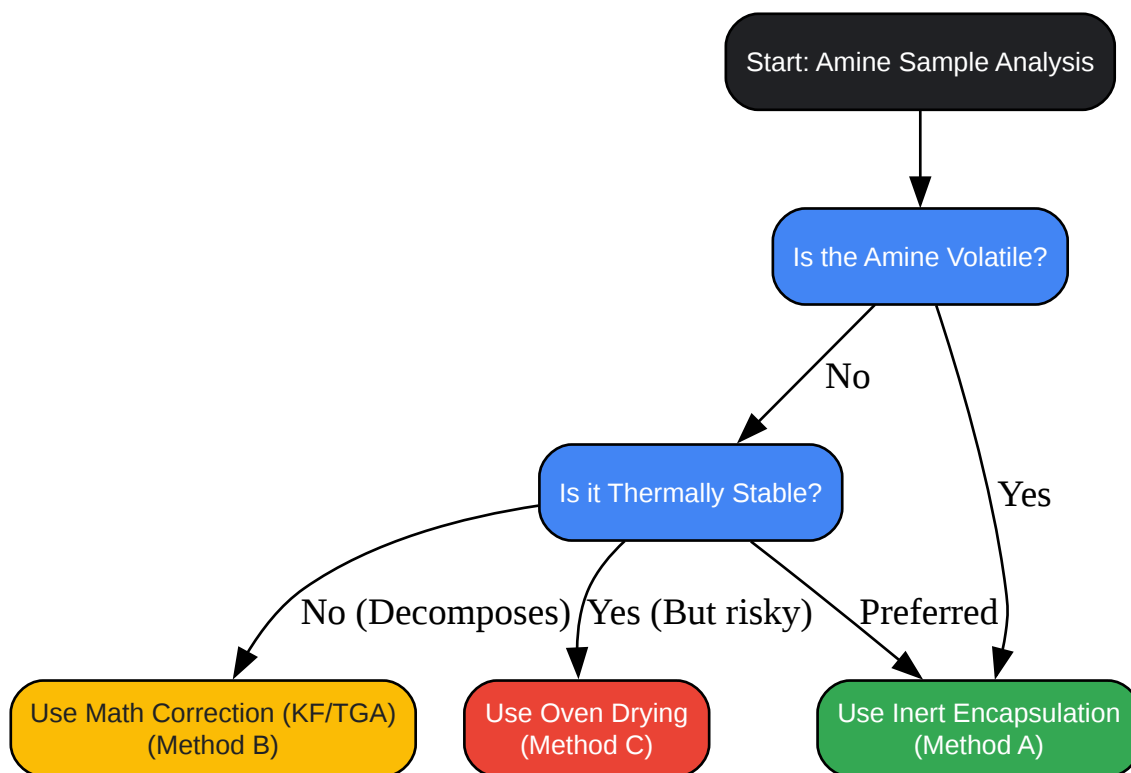 Start: Amine Sample Analysis
Is the Amine Volatile?
No
Yes
Is it Thermally Stable?
No (Decomposes)
Yes (But risky)
Preferred
Use Math Correction (KF/TGA)
(Method B)
Use Oven Drying
(Method C)
Use Inert Encapsulation
(Method A)